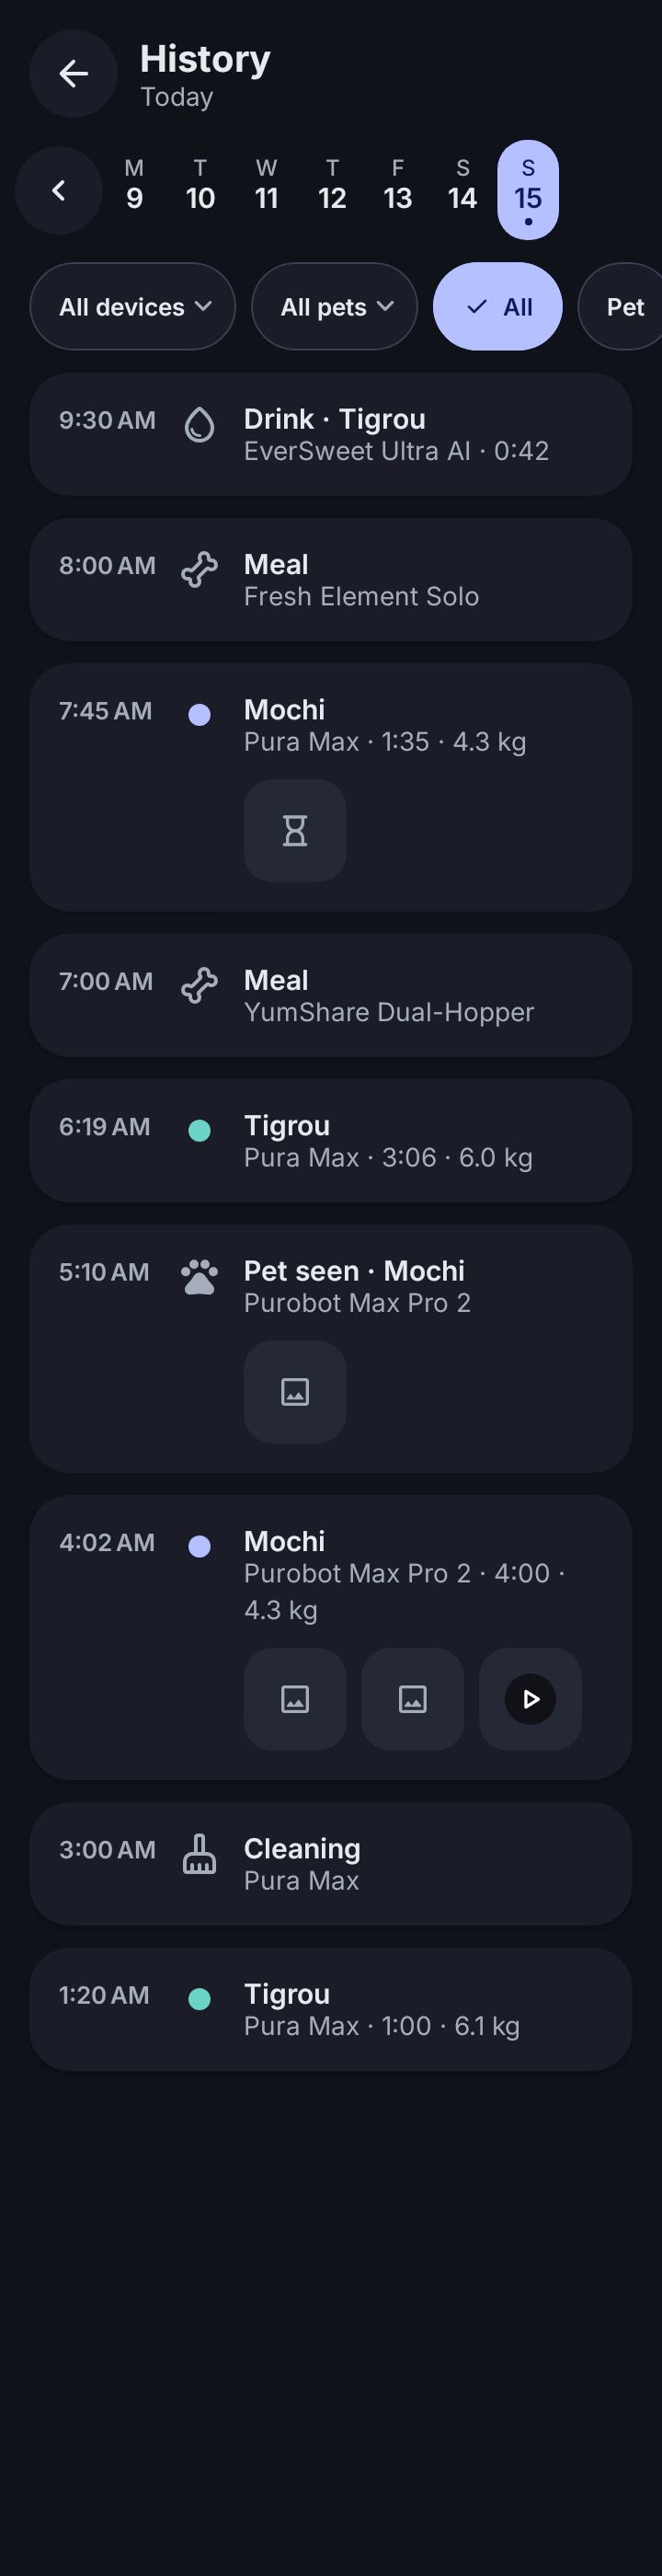 History
Today
M T W T F S S
9 10 11 12 13 14 15
All devices All pets All Pet
9:30 AM Drink · Tigrou
EverSweet Ultra AI · 0:42
8:00 AM Meal
Fresh Element Solo
7:45 AM Mochi
Pura Max · 1:35 · 4.3 kg
7:00 AM Meal
YumShare Dual-Hopper
6:19 AM Tigrou
Pura Max · 3:06 · 6.0 kg
5:10 AM Pet seen · Mochi
Purobot Max Pro 2
4:02 AM Mochi
Purobot Max Pro 2 · 4:00 ·
4.3 kg
3:00 AM Cleaning
Pura Max
1:20 AM Tigrou
Pura Max · 1:00 · 6.1 kg